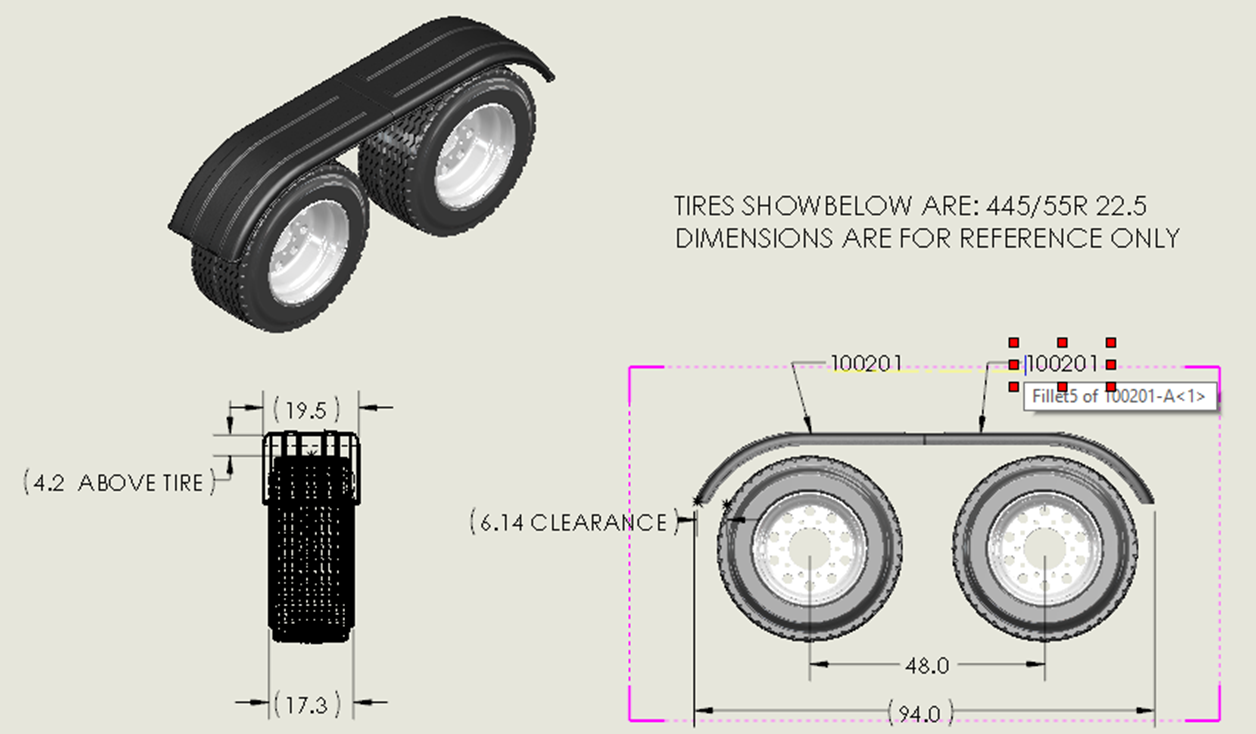 TIRES SHOWBELOW ARE: 445/55R 22.5
DIMENSIONS ARE FOR REFERENCE ONLY
100201
100201
Fillet5 of 100201-A<1>
(19.5)
(4.2 ABOVE TIRE)
(6.14 CLEARANCE)
48.0
(17.3)
(94.0)